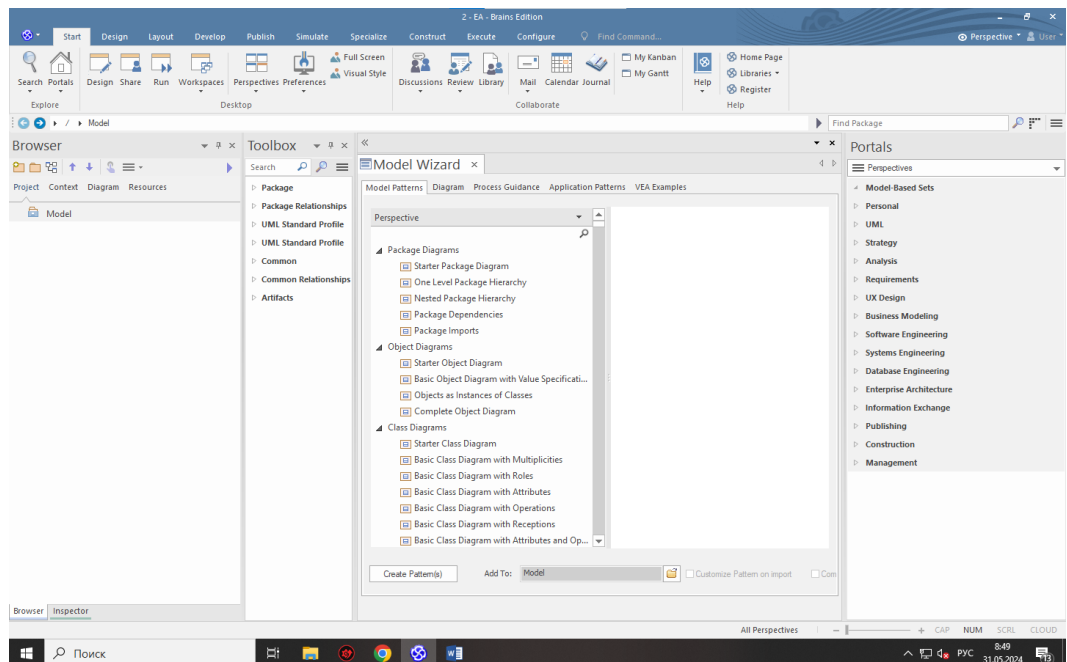 2 - EA - Brains Edition
Start Design Layout Develop Publish Simulate Specialize Construct Execute Configure Find Command... Perspective User
Search Portals Design Share Run Workspaces Perspectives Preferences Full Screen Visual Style Discussions Review Library Mail Calendar Journal My Kanban My Gantt Help Home Page Libraries Register
Explore Desktop Collaborate Help
/ Model Find Package
Browser
Project Context Diagram Resources
Model
Browser Inspector
Toolbox
Search
Package
Package Relationships
UML Standard Profile
UML Standard Profile
Common
Common Relationships
Artifacts
Model Wizard
Model Patterns Diagram Process Guidance Application Patterns VEA Examples
Perspective
Package Diagrams
Starter Package Diagram
One Level Package Hierarchy
Nested Package Hierarchy
Package Dependencies
Package Imports
Object Diagrams
Starter Object Diagram
Basic Object Diagram with Value Specificati...
Objects as Instances of Classes
Complete Object Diagram
Class Diagrams
Starter Class Diagram
Basic Class Diagram with Multiplicities
Basic Class Diagram with Roles
Basic Class Diagram with Attributes
Basic Class Diagram with Operations
Basic Class Diagram with Receptions
Basic Class Diagram with Attributes and Op...
Create Pattern(s) Add To: Model Customize Pattern on import Com
Portals
Perspectives
Model-Based Sets
Personal
UML
Strategy
Analysis
Requirements
UX Design
Business Modeling
Software Engineering
Systems Engineering
Database Engineering
Enterprise Architecture
Information Exchange
Publishing
Construction
Management
All Perspectives CAP NUM SCRL CLOUD
Поиск РУС 8:49
31.05.2024
13